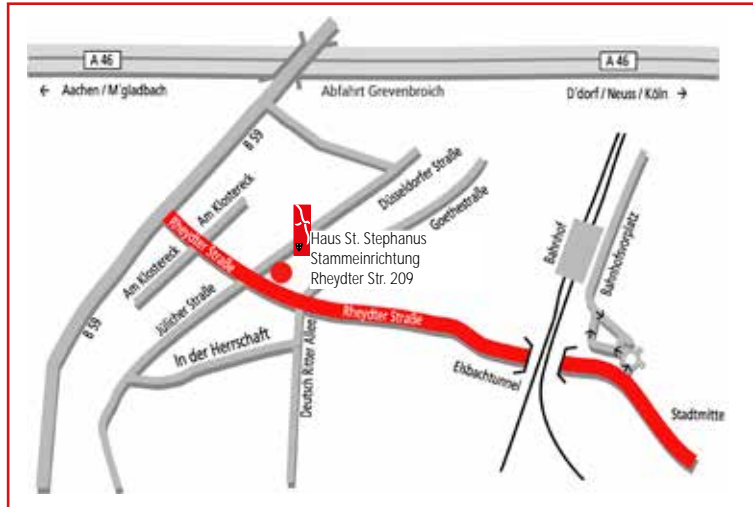 A 46
A 46
← Aachen / M'gladbach
Abfahrt Grevenbroich
D'dorf / Neuss / Köln →
B 59
Am Klostereck
Düsseldorfer Straße
Goethestraße
Rheydter Straße
Haus St. Stephanus
Stammeinrichtung
Rheydter Str. 209
Am Klostereck
Jülicher Straße
Bahnhof
Bahnhofsvorplatz
B 59
In der Herrschaft
Deutsch Ritter Allee
Rheydter Straße
Elsbachtunnel
Stadtmitte